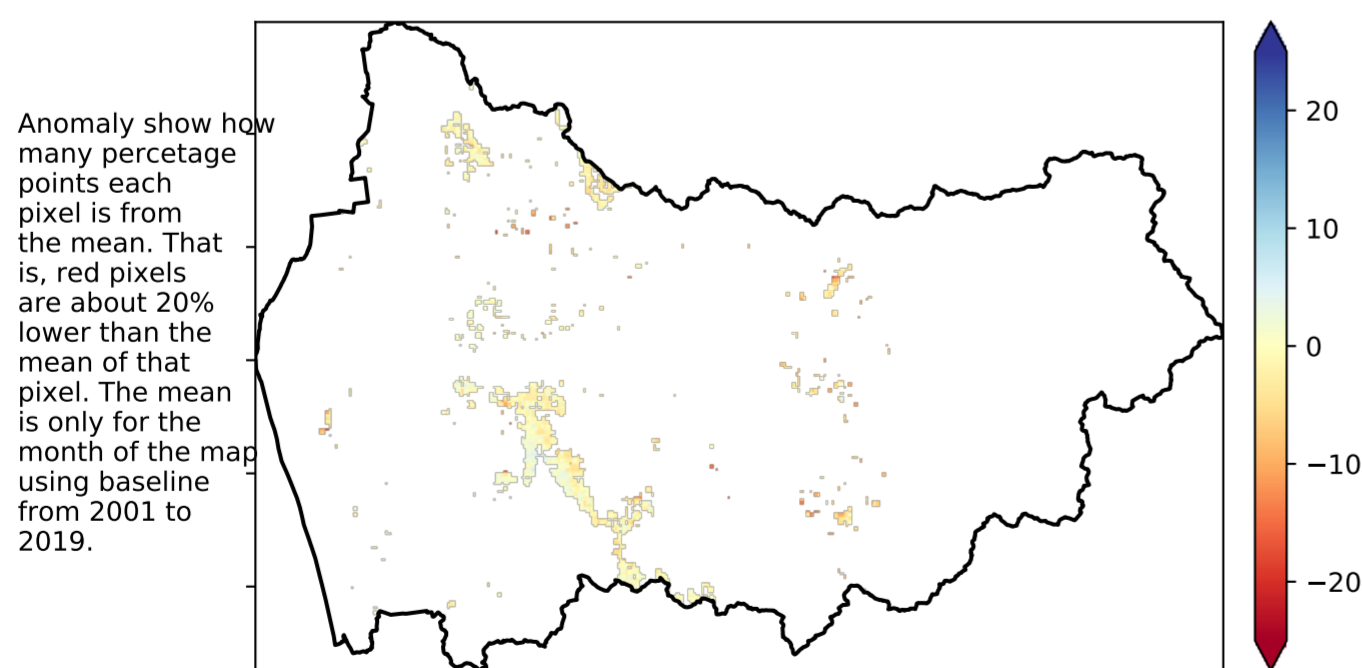 Anomaly show how
many percetage
points each
pixel is from
the mean. That
is, red pixels
are about 20%
lower than the
mean of that
pixel. The mean
is only for the
month of the map
using baseline
from 2001 to
2019.
20
10
0
−10
−20